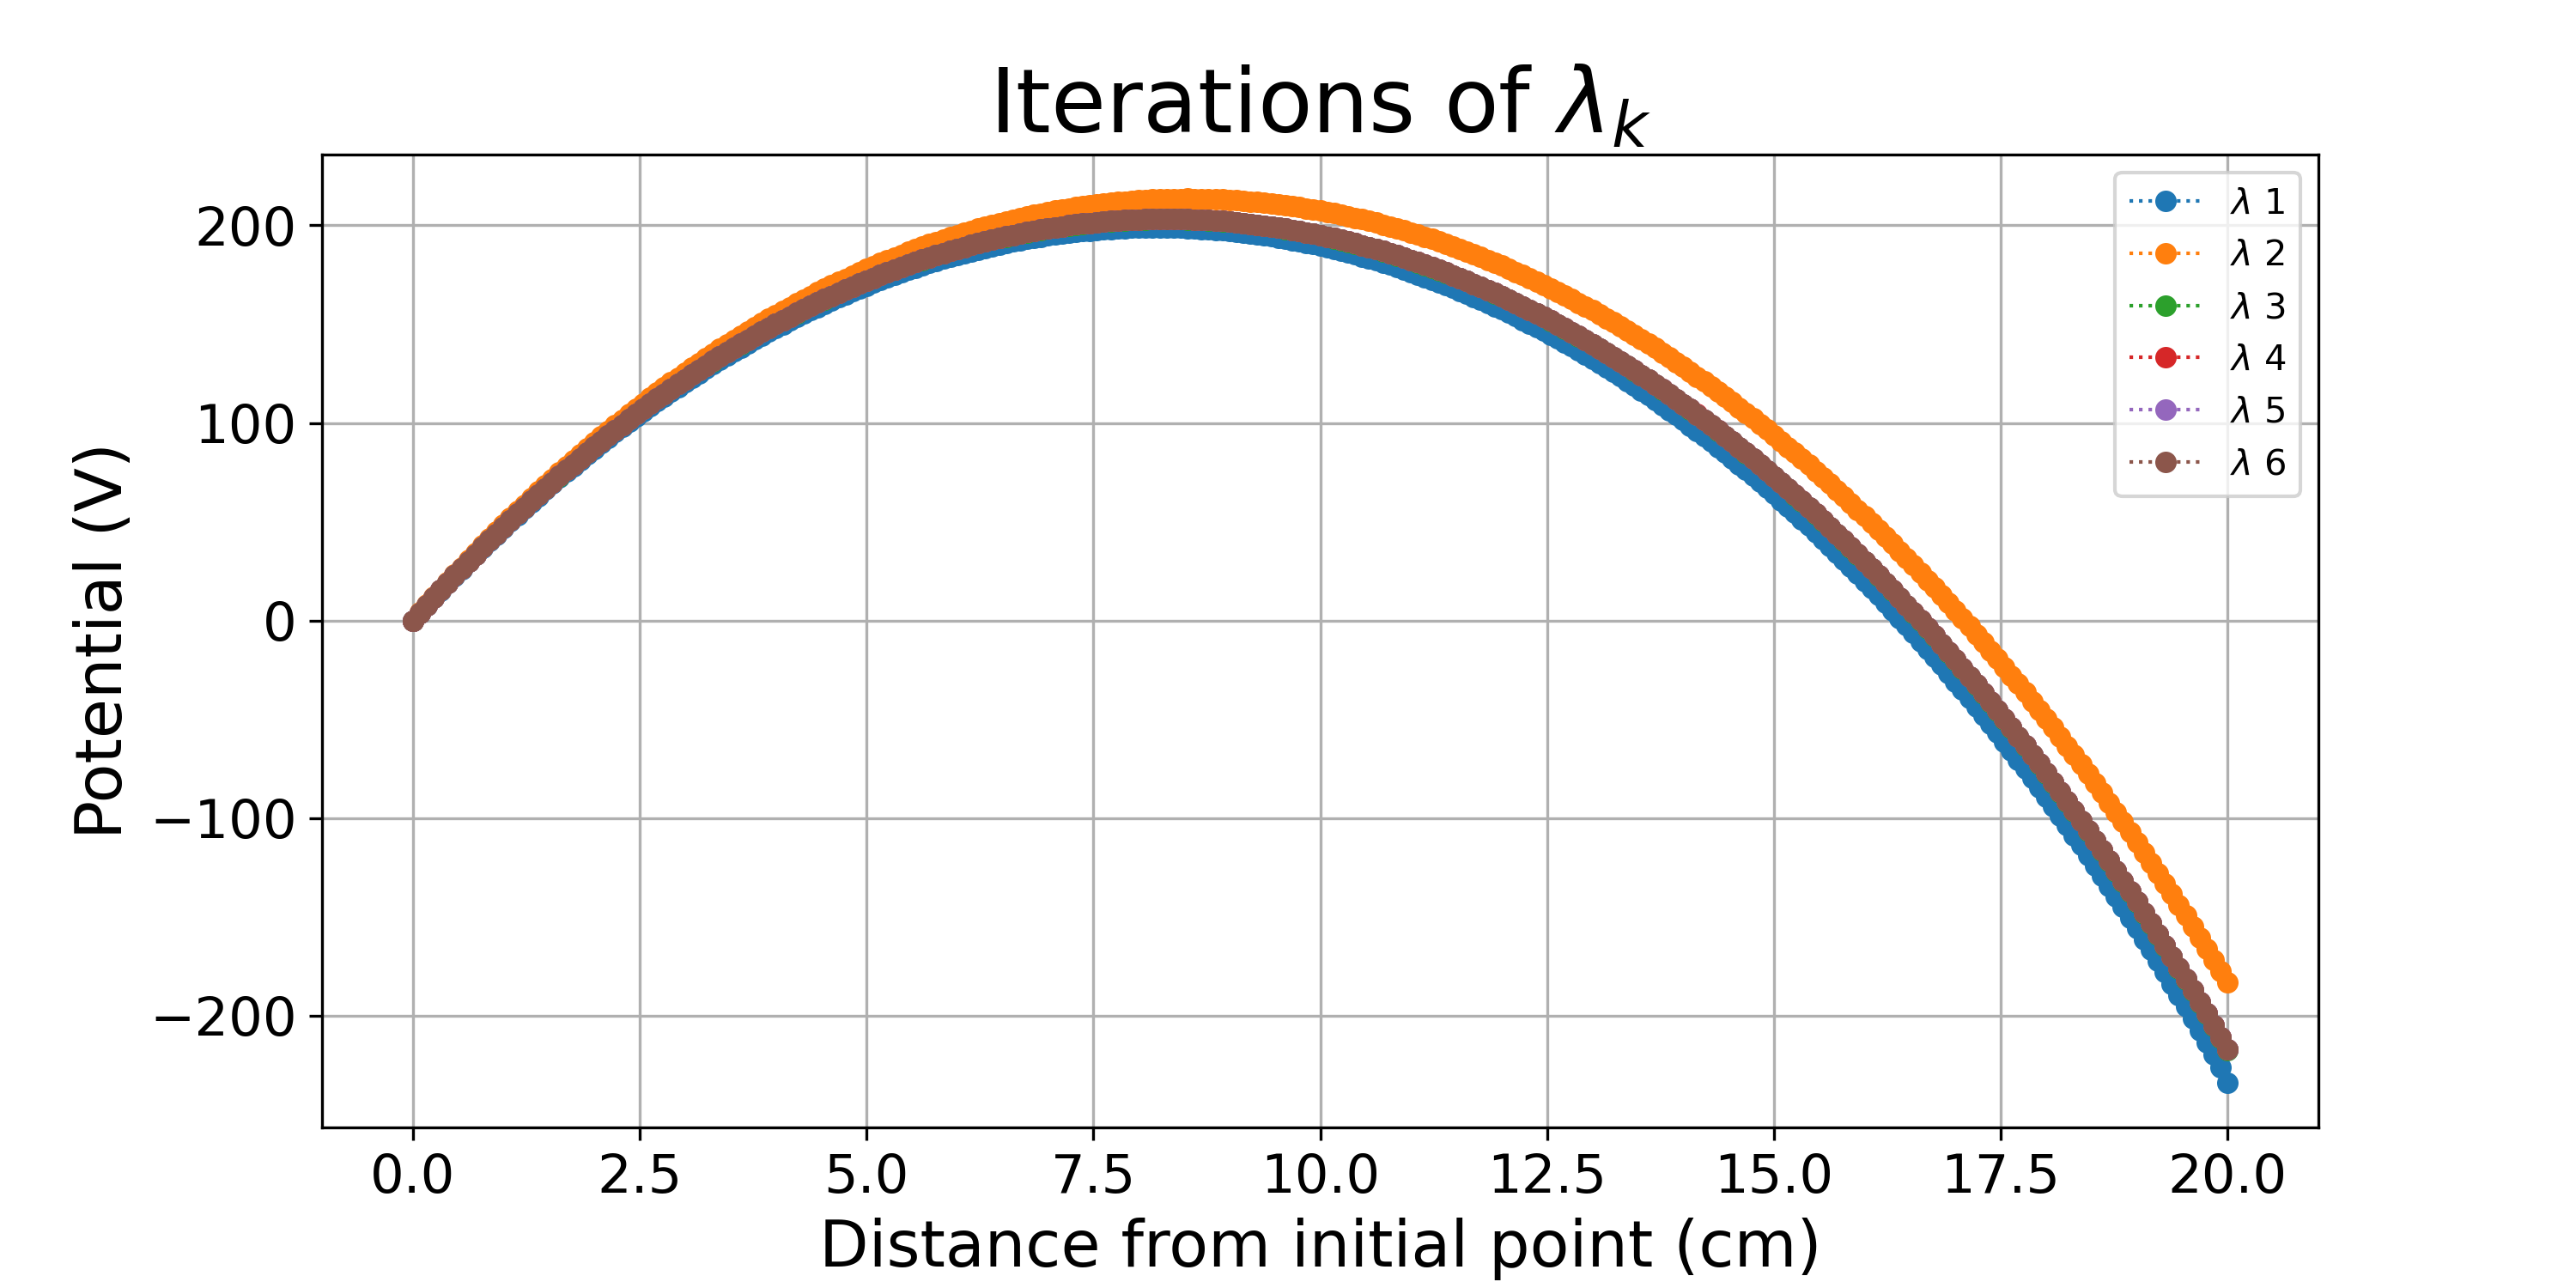 Iterations of λk
λ 1
λ 2
λ 3
λ 4
λ 5
λ 6
Potential (V)
200
100
0
−100
−200
0.0 2.5 5.0 7.5 10.0 12.5 15.0 17.5 20.0
Distance from initial point (cm)